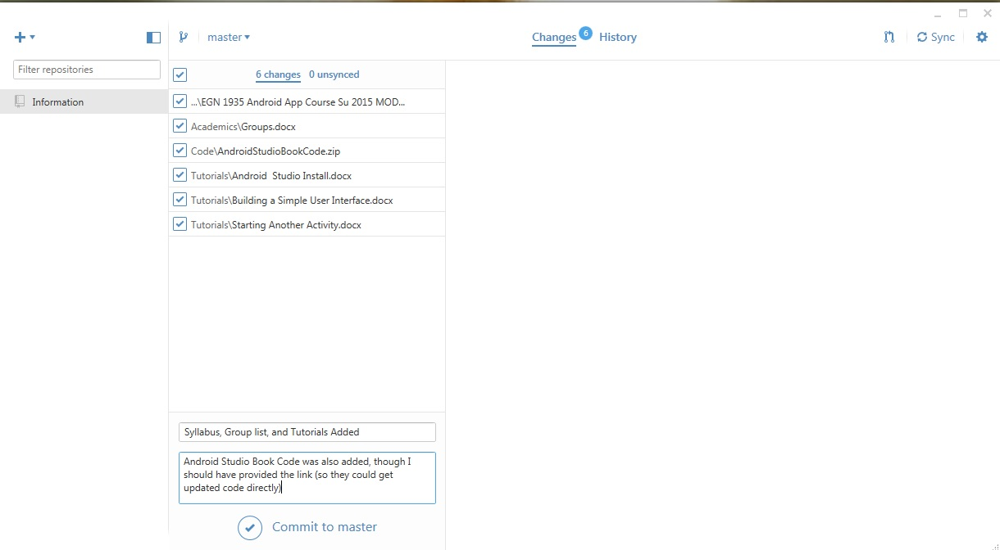 master
Changes 6 History
Sync
Filter repositories
Information
6 changes 0 unsynced
...\EGN 1935 Android App Course Su 2015 MOD...
Academics\Groups.docx
Code\AndroidStudioBookCode.zip
Tutorials\Android  Studio Install.docx
Tutorials\Building a Simple User Interface.docx
Tutorials\Starting Another Activity.docx
Syllabus, Group list, and Tutorials Added
Android Studio Book Code was also added, though I
should have provided the link (so they could get
updated code directly)
Commit to master